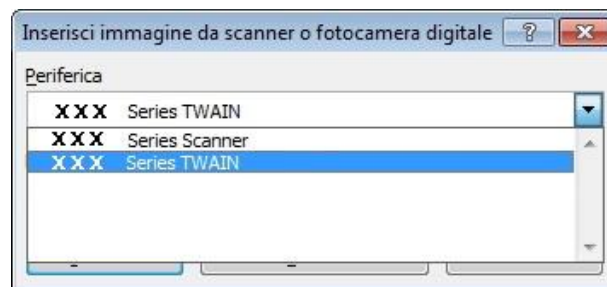 Inserisci immagine da scanner o fotocamera digitale ?
Periferica
XXX Series TWAIN
XXX Series Scanner
XXX Series TWAIN